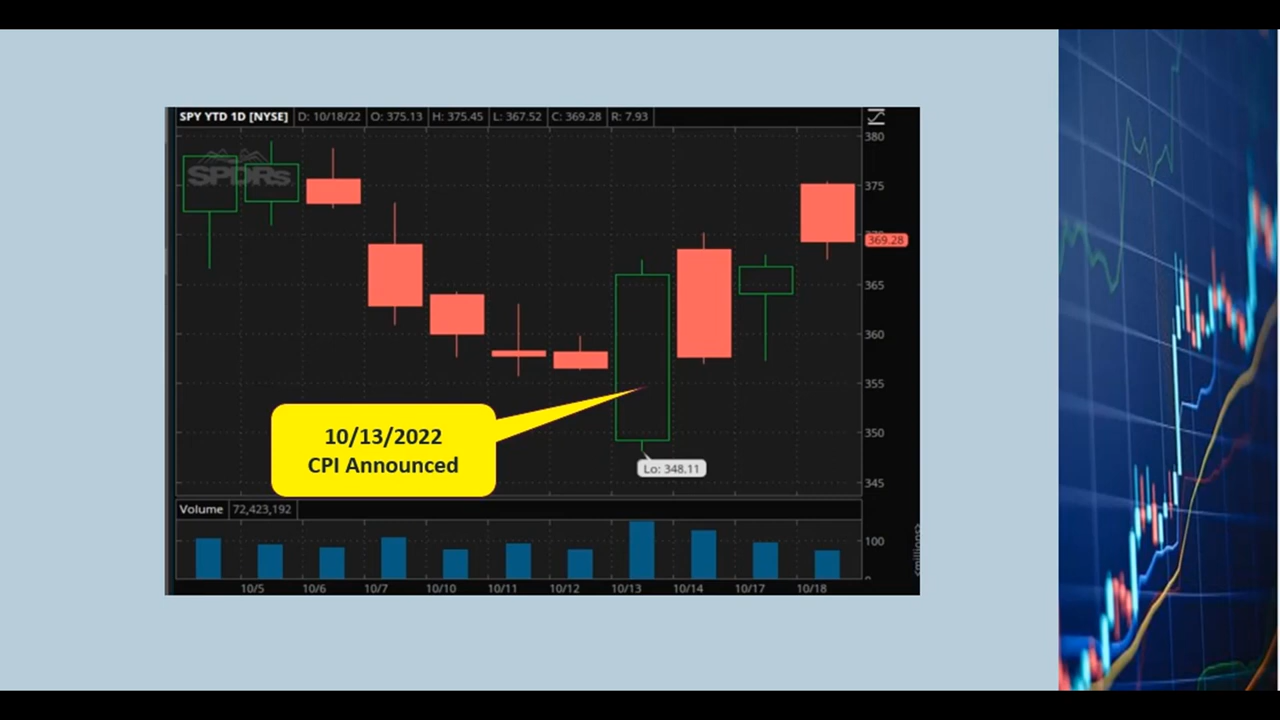 SPY YTD 1D [NYSE] D: 10/18/22 O: 375.13 H: 375.45 L: 367.52 C: 369.28 R: 7.93
380
SPDRs
375
369.28
365
360
355
350
345
10/13/2022
CPI Announced
Lo: 348.11
Volume 72,423,192
100
0
<millions>
10/5 10/6 10/7 10/10 10/11 10/12 10/13 10/14 10/17 10/18